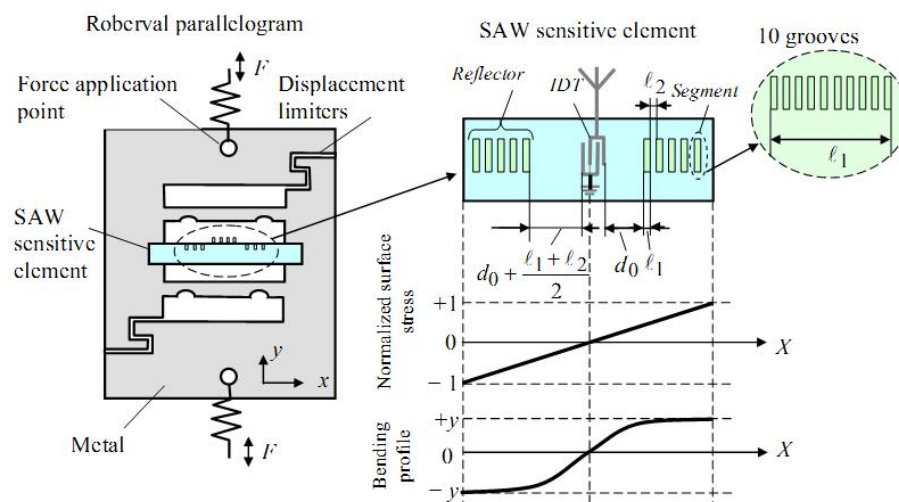 Roberval parallelogram
F
Force application
point
Displacement
limiters
SAW
sensitive
element
y
x
Metal
F
SAW sensitive element
Reflector
IDT
ℓ2
Segment
10 grooves
ℓ1
d0 + (ℓ1 + ℓ2)/2
d0
ℓ1
Normalized surface
stress
+1
0
− 1
X
Bending
profile
+y
0
− y
X